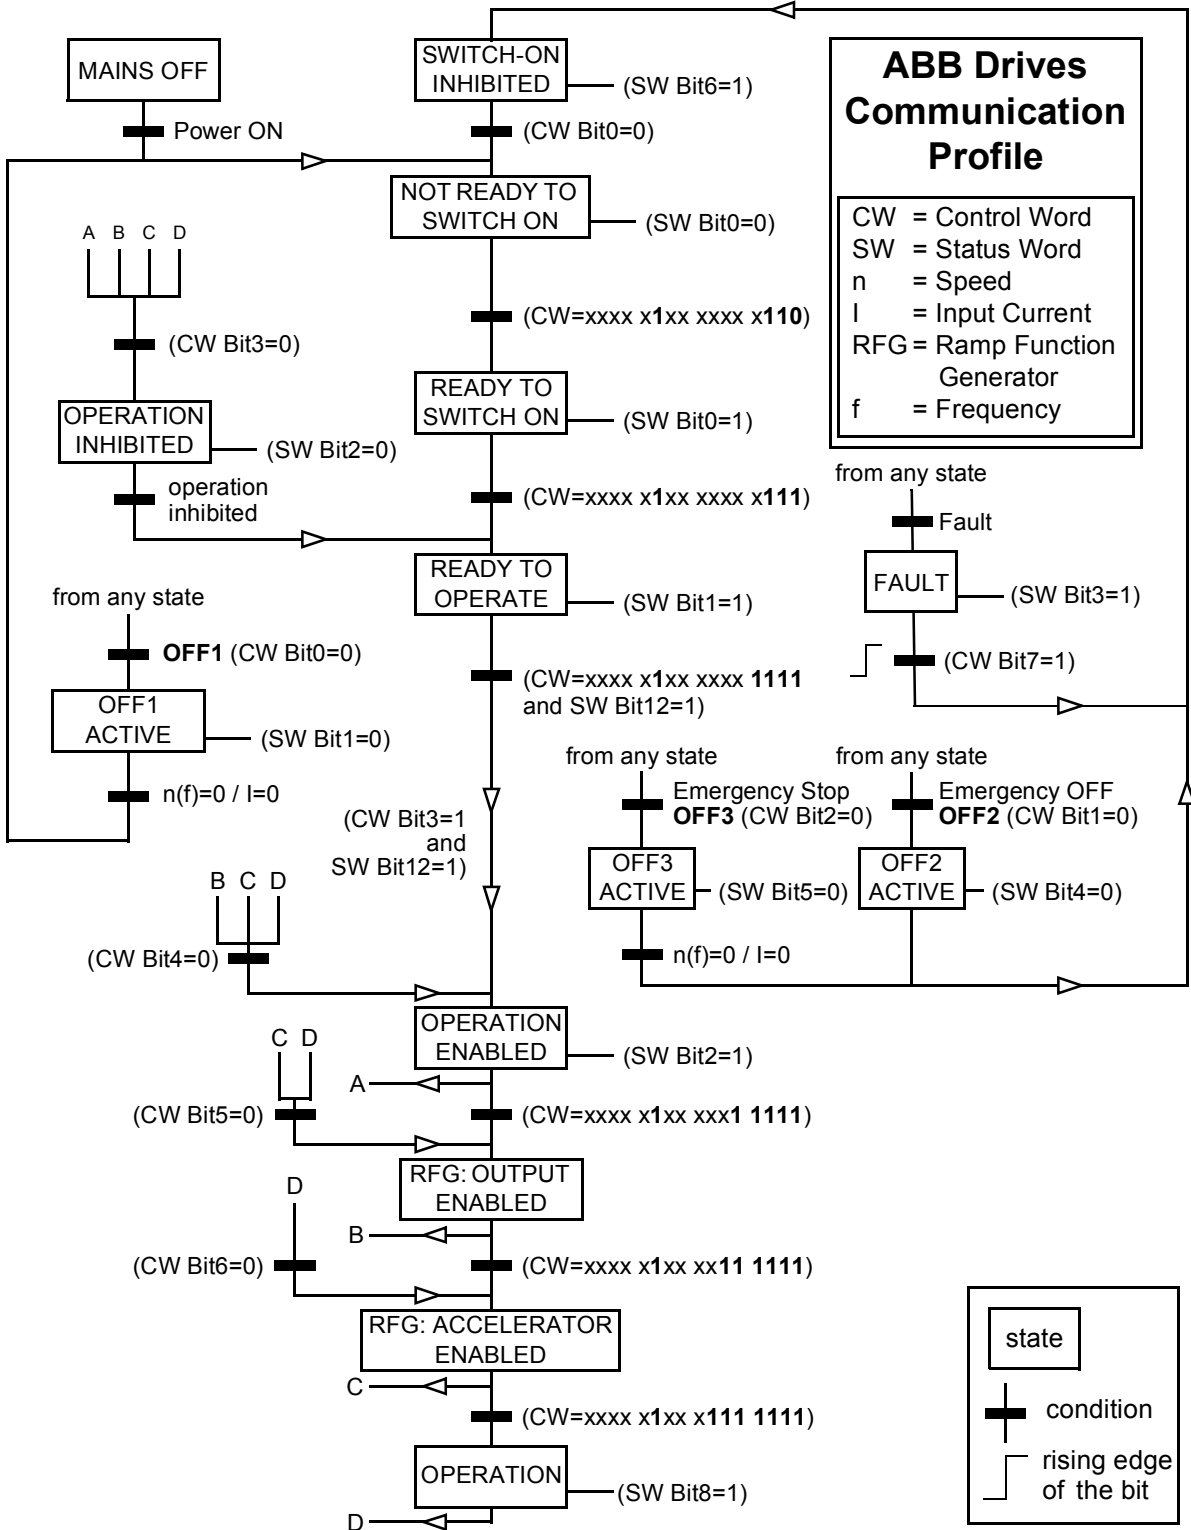 MAINS OFF
Power ON
SWITCH-ON
INHIBITED
(SW Bit6=1)
(CW Bit0=0)
NOT READY TO
SWITCH ON
(SW Bit0=0)
ABB Drives
Communication
Profile
CW = Control Word
SW = Status Word
n = Speed
I = Input Current
RFG = Ramp Function
Generator
f = Frequency
A B C D
(CW Bit3=0)
OPERATION
INHIBITED
(SW Bit2=0)
operation
inhibited
(CW=xxxx x1xx xxxx x110)
READY TO
SWITCH ON
(SW Bit0=1)
(CW=xxxx x1xx xxxx x111)
READY TO
OPERATE
(SW Bit1=1)
(CW=xxxx x1xx xxxx 1111
and SW Bit12=1)
from any state
Fault
FAULT
(SW Bit3=1)
(CW Bit7=1)
from any state
OFF1 (CW Bit0=0)
OFF1
ACTIVE
(SW Bit1=0)
n(f)=0 / I=0
(CW Bit3=1
and
SW Bit12=1)
from any state
Emergency Stop
OFF3 (CW Bit2=0)
OFF3
ACTIVE
(SW Bit5=0)
n(f)=0 / I=0
from any state
Emergency OFF
OFF2 (CW Bit1=0)
OFF2
ACTIVE
(SW Bit4=0)
B C D
(CW Bit4=0)
OPERATION
ENABLED
(SW Bit2=1)
A
C D
(CW Bit5=0)
(CW=xxxx x1xx xxx1 1111)
RFG: OUTPUT
ENABLED
B
D
(CW Bit6=0)
(CW=xxxx x1xx xx11 1111)
RFG: ACCELERATOR
ENABLED
C
(CW=xxxx x1xx x111 1111)
OPERATION
(SW Bit8=1)
D
state
condition
rising edge
of the bit